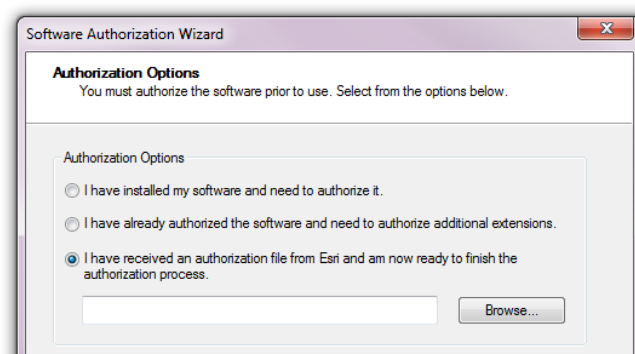 Software Authorization Wizard
Authorization Options
You must authorize the software prior to use. Select from the options below.
Authorization Options
I have installed my software and need to authorize it.
I have already authorized the software and need to authorize additional extensions.
I have received an authorization file from Esri and am now ready to finish the
authorization process.
Browse...